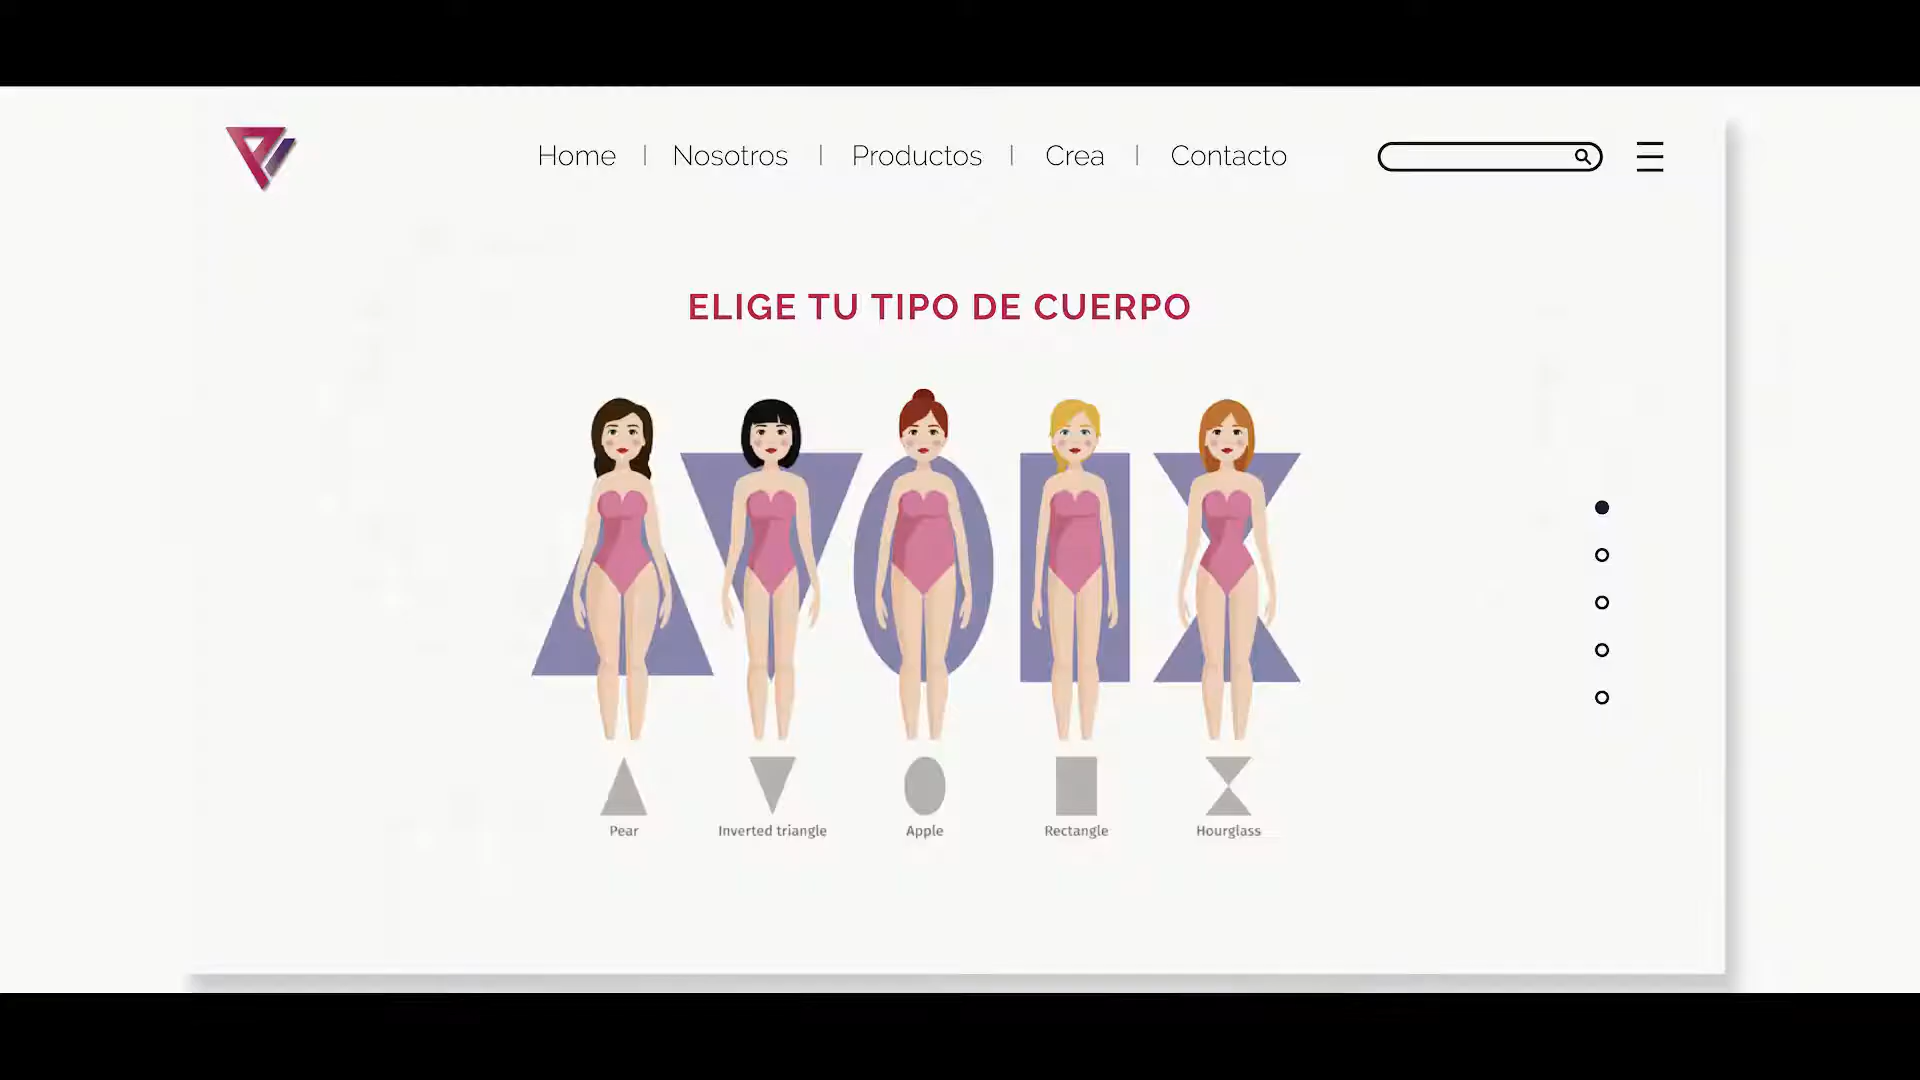 Home | Nosotros | Productos | Crea | Contacto
ELIGE TU TIPO DE CUERPO
Pear Inverted triangle Apple Rectangle Hourglass